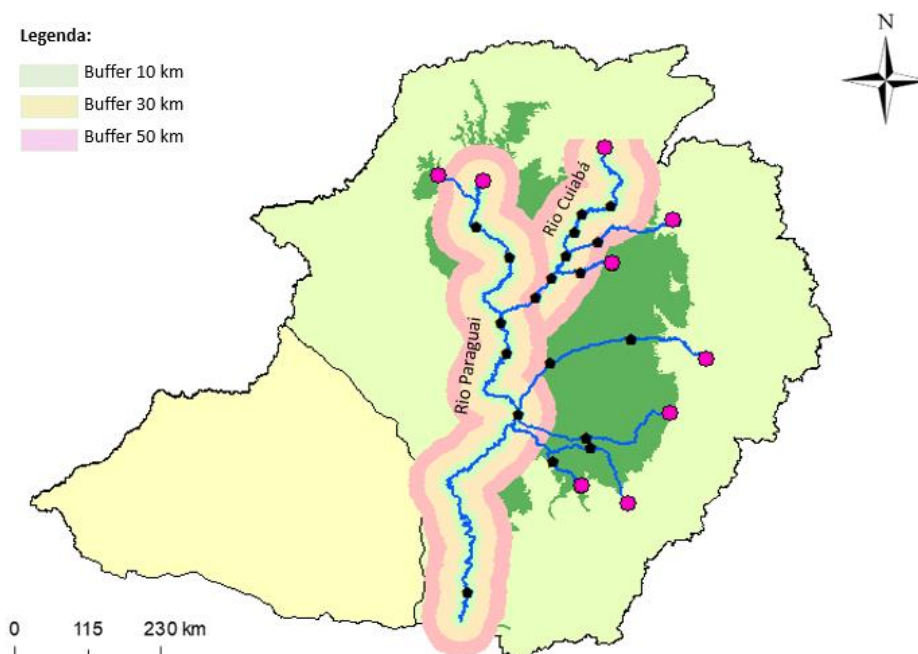 Legenda:
Buffer 10 km
Buffer 30 km
Buffer 50 km
N
Rio Cuiabá
Rio Paraguai
0 115 230 km